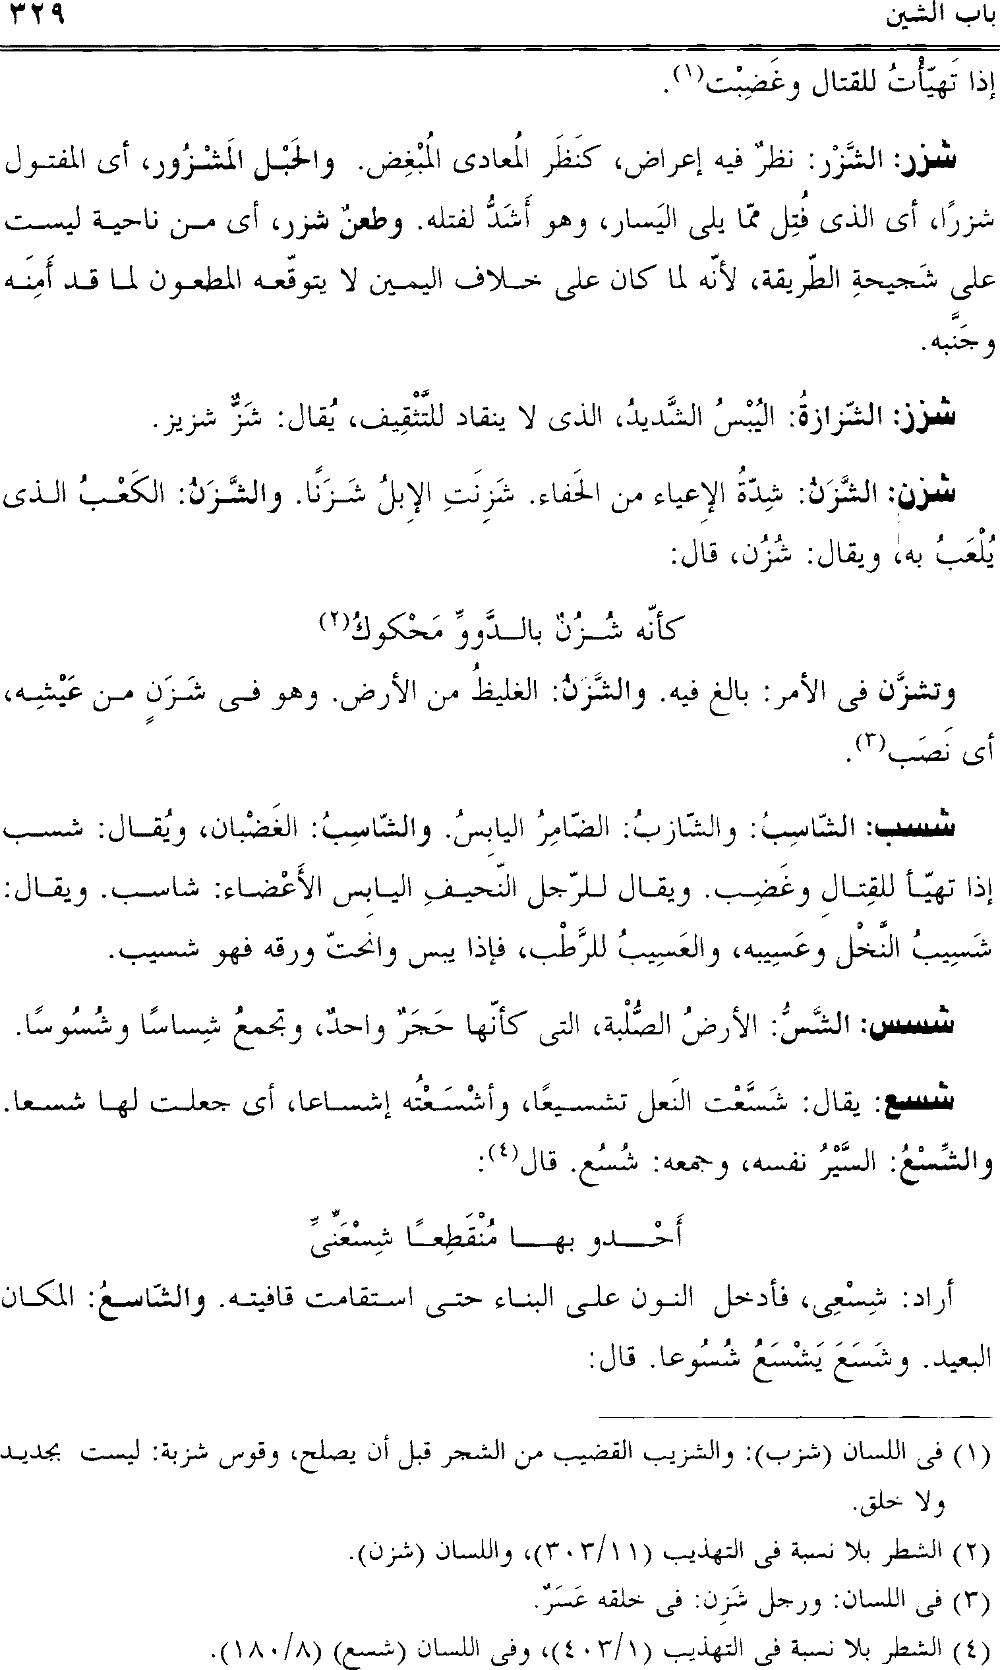 باب الشين ٣٢٩
إذا تَهيّأْتُ للقتال وغَضِبْت(١).
شزر: الشَّزْر: نظرٌ فيه إعراض، كنَظَر المُعادى المُبْغِض. والحَبْل المَشْزُور، أى المفتول
شزرًا، أى الذى فُتِل ممّا يلى اليَسار، وهو أَشَدُّ لفتله. وطعنٌ شزر، أى من ناحية ليست
على شَجيحةِ الطّريقة، لأنّه لما كان على خلاف اليمين لا يتوقّعه المطعون لما قد أَمِنَه
وجَنَّبه.
شزز: الشّزازةُ: اليُبْسُ الشَّديدُ، الذى لا ينقاد للتَّثْقِيف، يُقال: شَزٌّ شزيز.
شزن: الشَّزَنُ: شِدّةُ الإعياء من الحَفاء. شَزِنَتِ الإبلُ شَزَنًا. والشَّزَنُ: الكَعْبُ الذى
يُلْعَبُ به، ويقال: شُزُن، قال:
كأنّه شُزُنٌ بالدَّووِّ مَحْكوكُ(٢)
وتشزَّن فى الأمر: بالغ فيه. والشَّزَنُ: الغليظُ من الأرض. وهو فى شَزَنٍ من عَيْشِه،
أى نَصَب(٣).
شسب: الشّاسِبُ: والشّازبُ: الضّامِرُ اليابِسُ. والشّاسِبُ: الغَضْبان، ويُقال: شسب
إذا تهيّأ للقِتالِ وغَضِب. ويقال للرّجل النّحيفِ اليابِس الأَعْضاء: شاسب. ويقال:
شَسِيبُ النَّخْل وعَسِيبه، والعَسِيبُ للرَّطْب، فإذا يبس وانحتّ ورقه فهو شسيب.
شسس: الشَّسُّ: الأرضُ الصُّلْبة، التى كأنّها حَجَرٌ واحدٌ، وتجمعُ شِساسًا وشُسُوسًا.
شسع: يقال: شَسَّعْت النَعل تشسيعًا، وأشْسَعْتُه إشساعا، أى جعلت لها شسعا.
والشِّسْعُ: السَّيْرُ نفسه، وجمعه: شُسُع. قال(٤):
أَحْدو بها مُنْقَطِعًا شِسْعَنِّىِّ
أراد: شِسْعِى، فأدخل النون على البناء حتى استقامت قافيته. والشّاسعُ: المكان
البعيد. وشَسَعَ يَشْسَعُ شُسُوعا. قال:
(١) فى اللسان (شزب): والشزيب القضيب من الشجر قبل أن يصلح، وقوس شزبة: ليست بجديد
ولا خلق.
(٢) الشطر بلا نسبة فى التهذيب (٣٠٣/١١)، واللسان (شزن).
(٣) فى اللسان: ورجل شَزِن: فى خلقه عَسَرٌ.
(٤) الشطر بلا نسبة فى التهذيب (٤٠٣/١)، وفى اللسان (شسع) (١٨٠/٨).